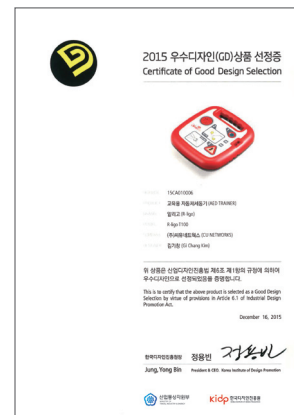 2015 우수디자인(GD)상품 선정증
Certificate of Good Design Selection
15CA010006
교육용 자동제세동기 (AED TRAINER)
알리고 (R-ligo)
R-ligo T100
(주)씨유네트웍스 (CU NETWORKS)
김기창 (Gi Chang Kim)
위 상품은 산업디자인진흥법 제6조 제1항의 규정에 의하여
우수디자인으로 선정되었음을 증명합니다.
This is to certify that the above product is selected as a Good Design
Selection by virtue of provisions in Article 6.1 of Industrial Design
Promotion Act.
December 16, 2015
한국디자인진흥원장 정용빈
Jung, Yong Bin President & CEO. Korea Institute of Design Promotion
산업통상자원부 kidp 한국디자인진흥원